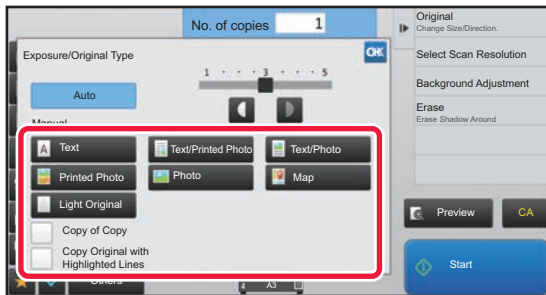 No. of copies 1
Original
Change Size/Direction.
Select Scan Resolution
Background Adjustment
Erase
Erase Shadow Around
Preview
CA
Start
Exposure/Original Type
OK
1 3 5
Auto
Manual
A Text
Text/Printed Photo
Text/Photo
Printed Photo
Photo
Map
Light Original
Copy of Copy
Copy Original with
Highlighted Lines
Others
A3